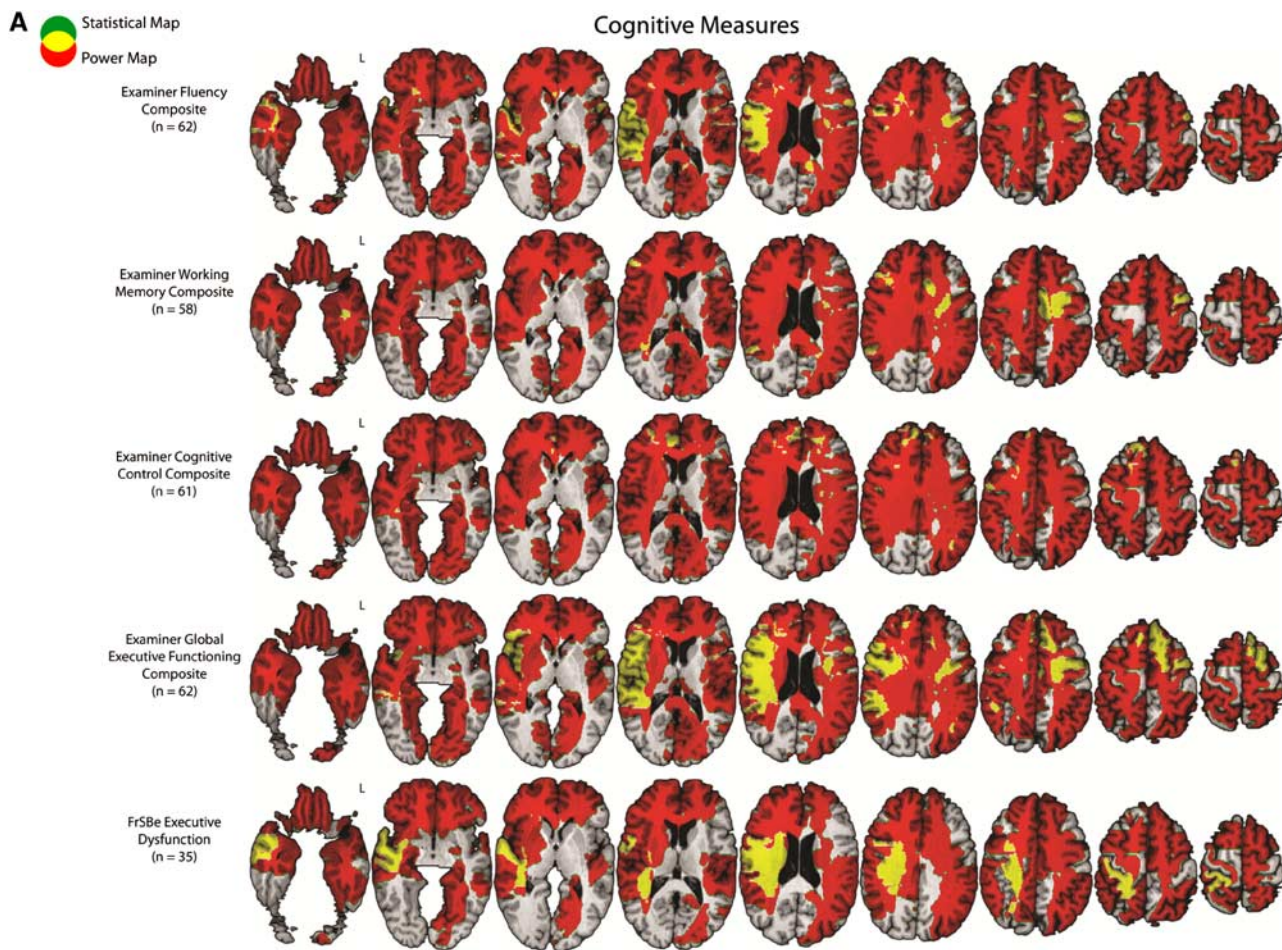 A
Statistical Map
Power Map
Cognitive Measures
L
Examiner Fluency
Composite
(n = 62)
L
Examiner Working
Memory Composite
(n = 58)
L
Examiner Cognitive
Control Composite
(n = 61)
L
Examiner Global
Executive Functioning
Composite
(n = 62)
L
FrSBe Executive
Dysfunction
(n = 35)